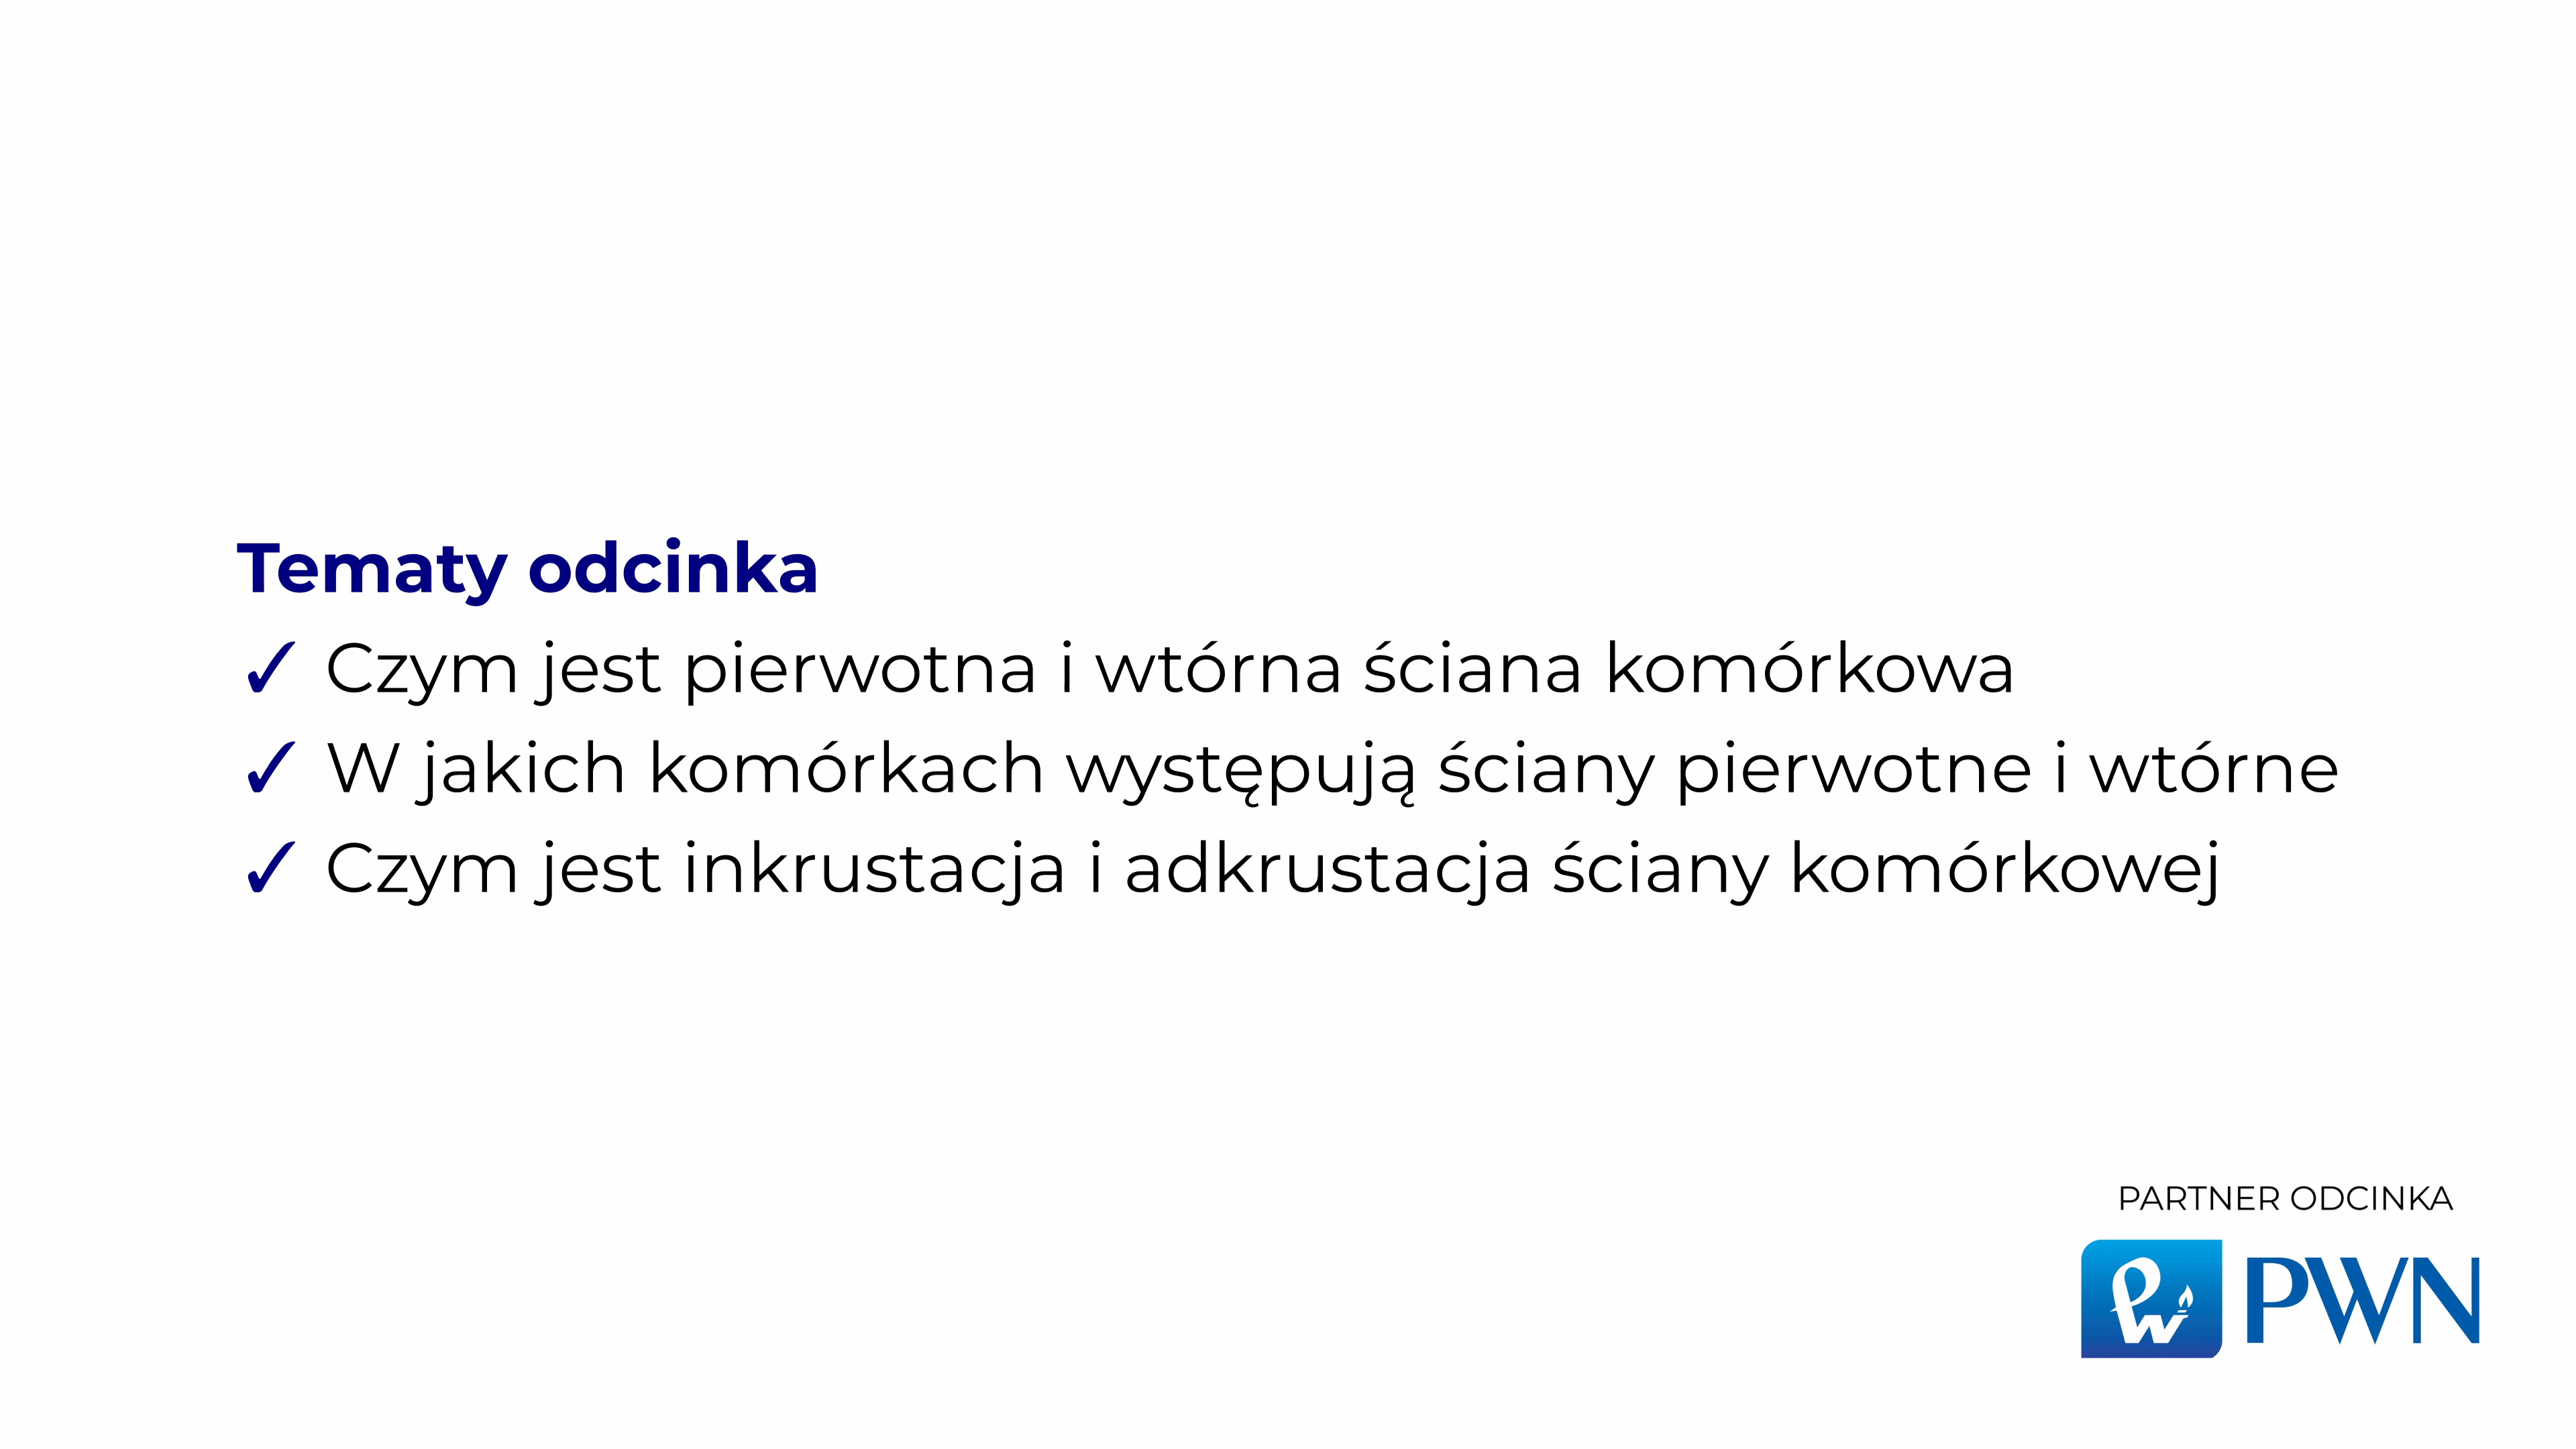 Tematy odcinka
✓ Czym jest pierwotna i wtórna ściana komórkowa
✓ W jakich komórkach występują ściany pierwotne i wtórne
✓ Czym jest inkrustacja i adkrustacja ściany komórkowej
PARTNER ODCINKA
PWN